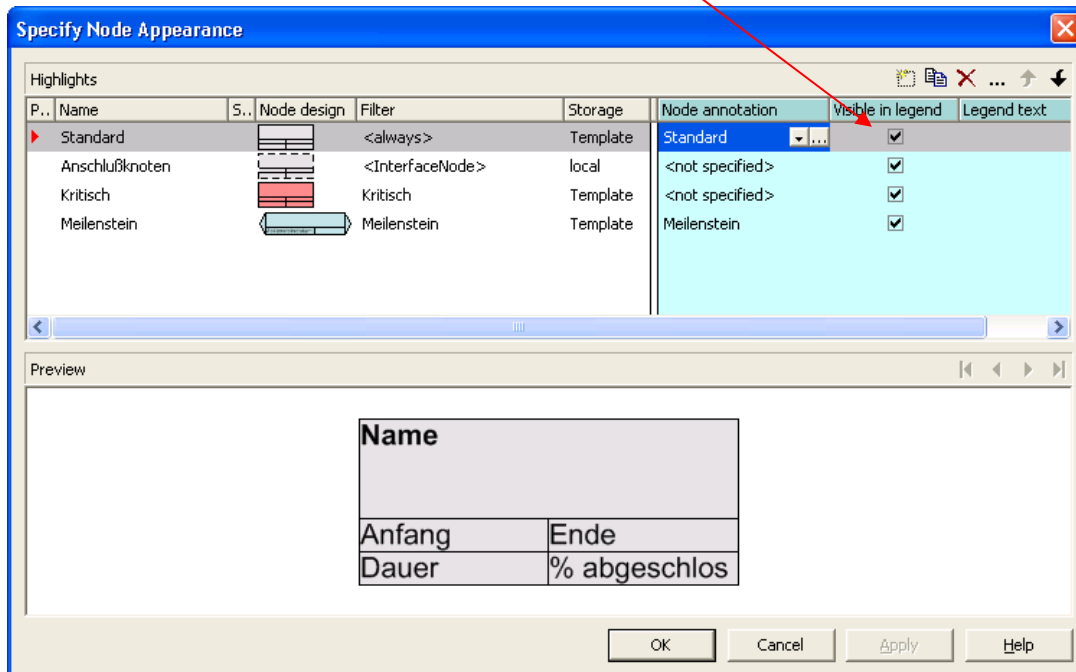 Specify Node Appearance
Highlights
...
P.. Name S.. Node design Filter Storage Node annotation Visible in legend Legend text
Standard <always> Template Standard ...
Anschlußknoten <InterfaceNode> local <not specified>
Kritisch Kritisch Template <not specified>
Meilenstein Meilenstein Template Meilenstein
Preview
Name
Anfang Ende
Dauer % abgeschlos
OK Cancel Apply Help